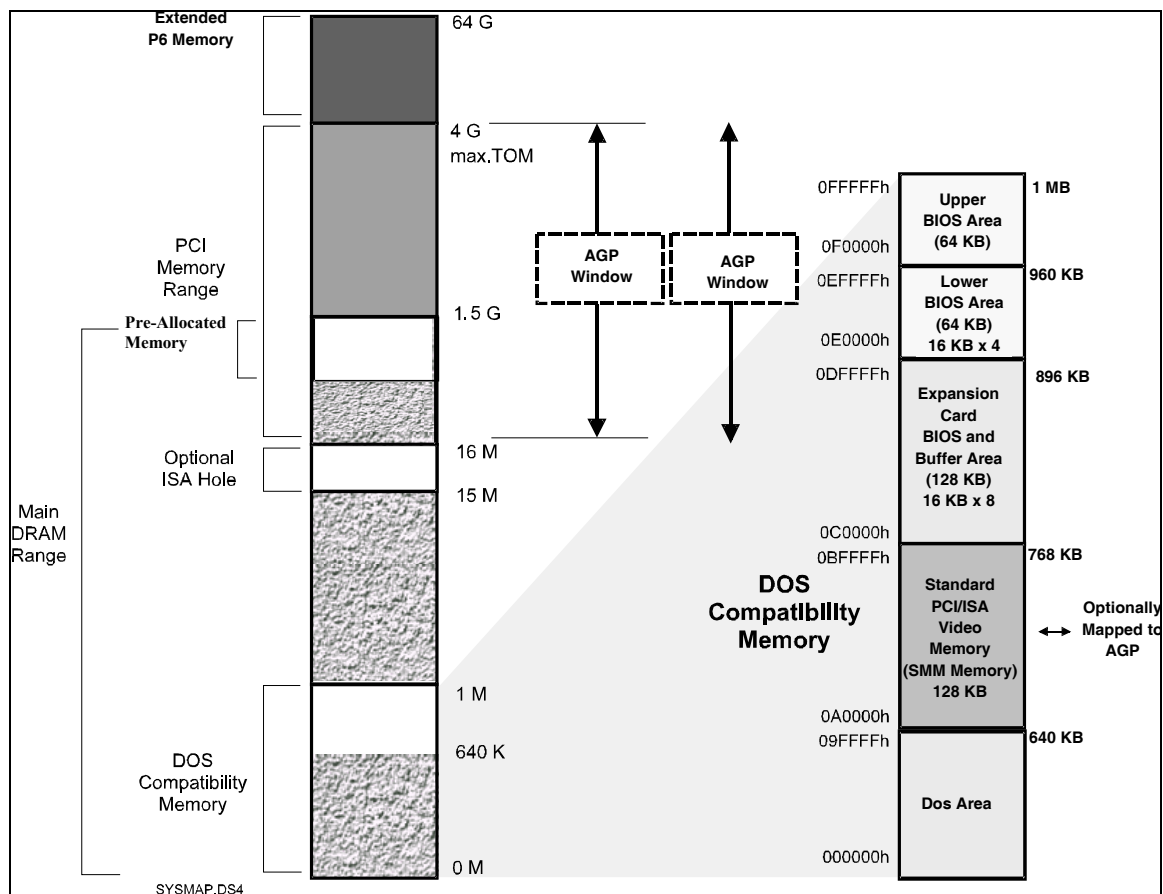 Extended
P6 Memory
64 G
4 G
max.TOM
PCI
Memory
Range
1.5 G
Pre-Allocated
Memory
16 M
Optional
ISA Hole
15 M
Main
DRAM
Range
1 M
640 K
DOS
Compatibility
Memory
0 M
SYSMAP.DS4
AGP
Window
AGP
Window
DOS
Compatibility
Memory
0FFFFFh
Upper
BIOS Area
(64 KB)
1 MB
0F0000h
0EFFFFh
Lower
BIOS Area
(64 KB)
16 KB x 4
960 KB
0E0000h
0DFFFFh
Expansion
Card
BIOS and
Buffer Area
(128 KB)
16 KB x 8
896 KB
0C0000h
0BFFFFh
Standard
PCI/ISA
Video
Memory
(SMM Memory)
128 KB
768 KB
Optionally
Mapped to
AGP
0A0000h
09FFFFh
640 KB
Dos Area
000000h